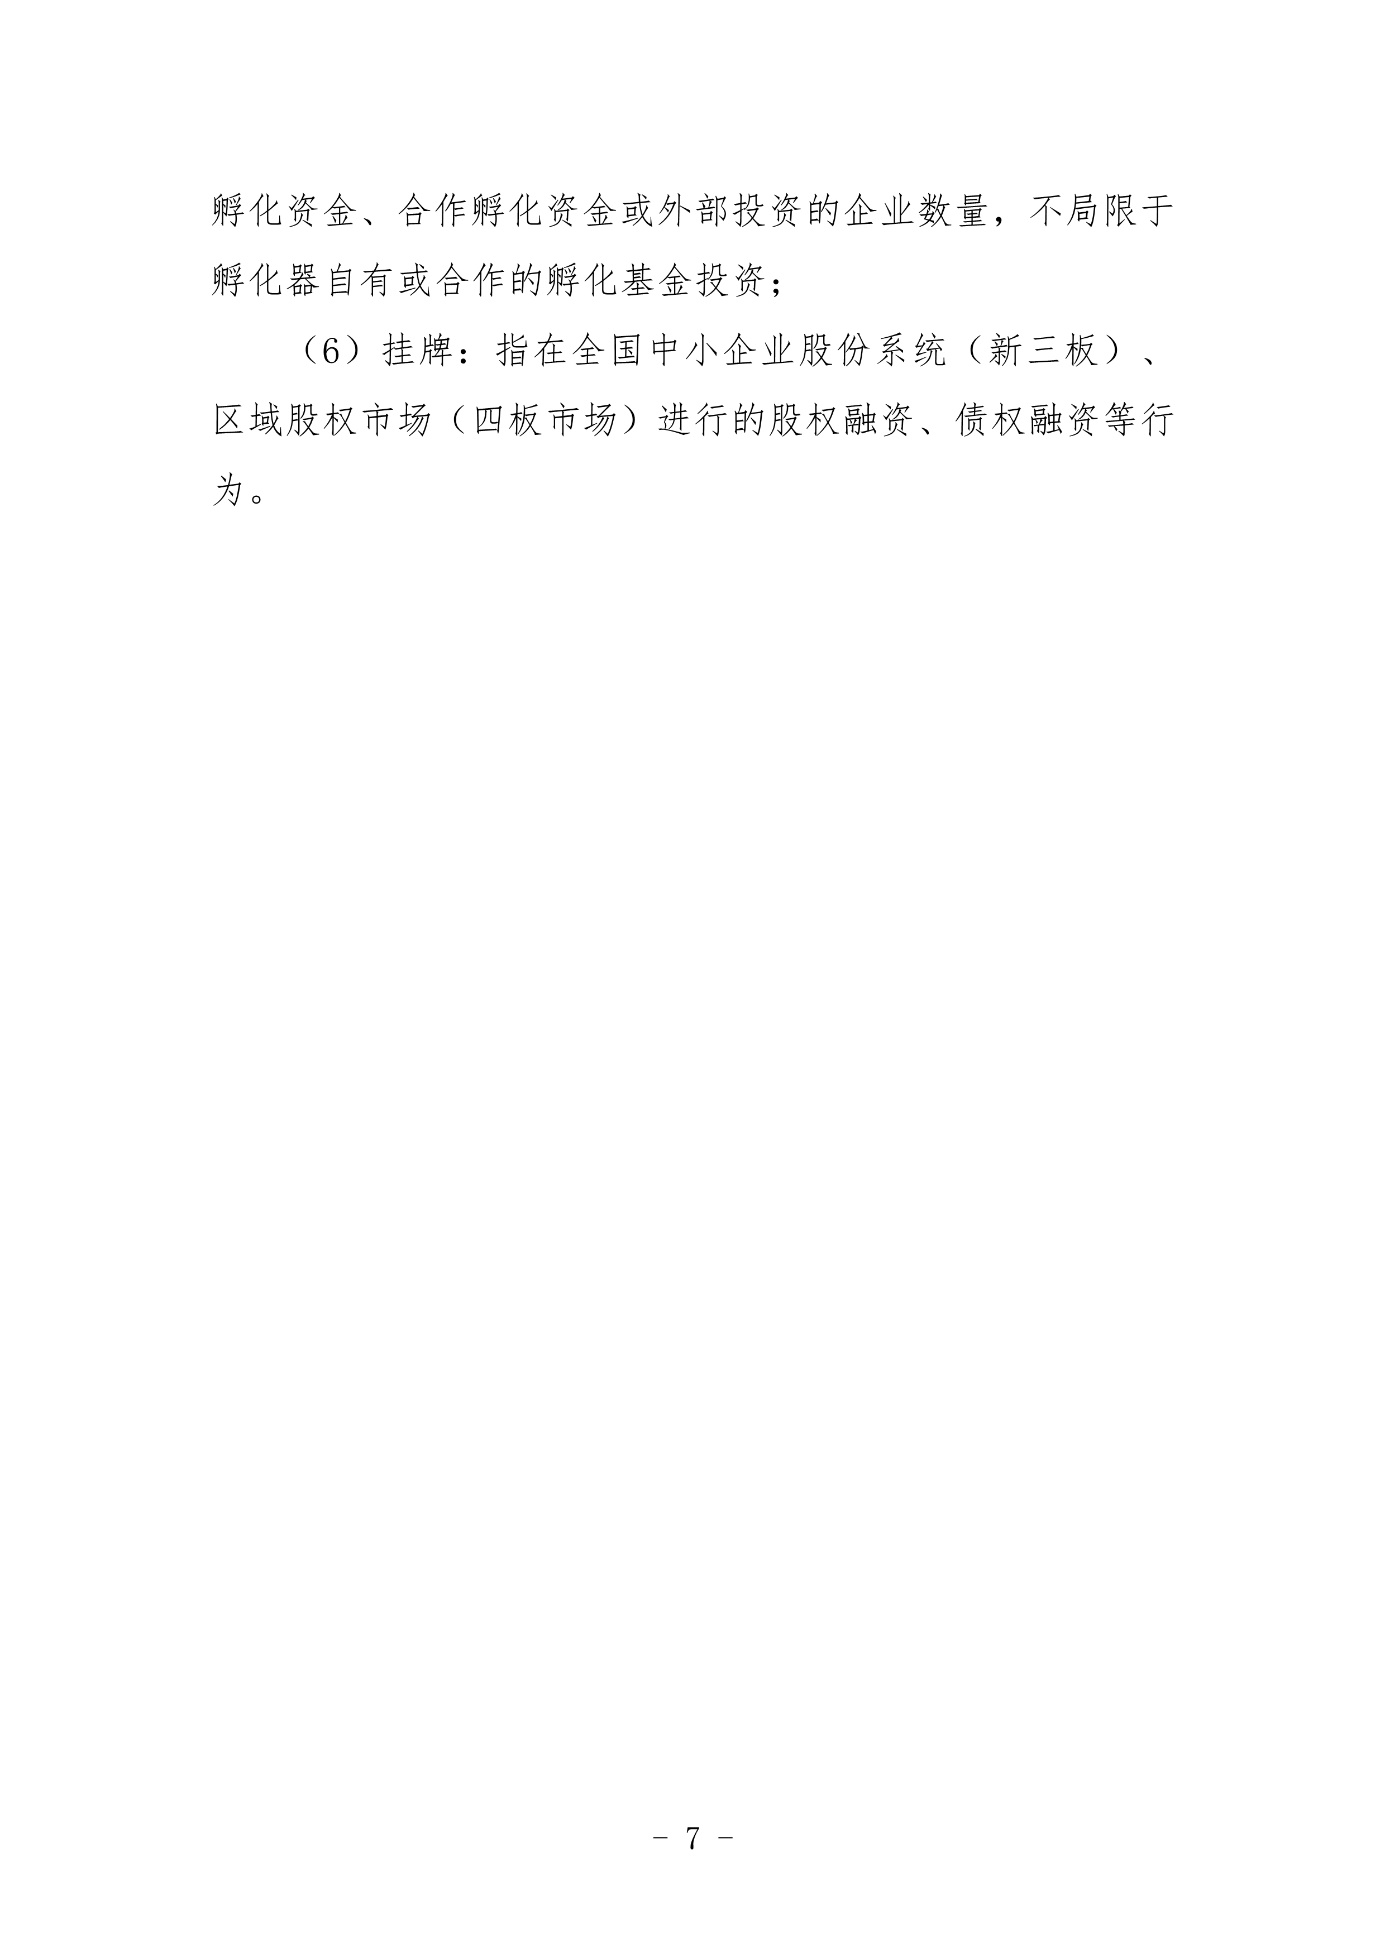 孵化资金、合作孵化资金或外部投资的企业数量，不局限于
孵化器自有或合作的孵化基金投资；
（6）挂牌：指在全国中小企业股份系统（新三板）、
区域股权市场（四板市场）进行的股权融资、债权融资等行
为。
- 7 -